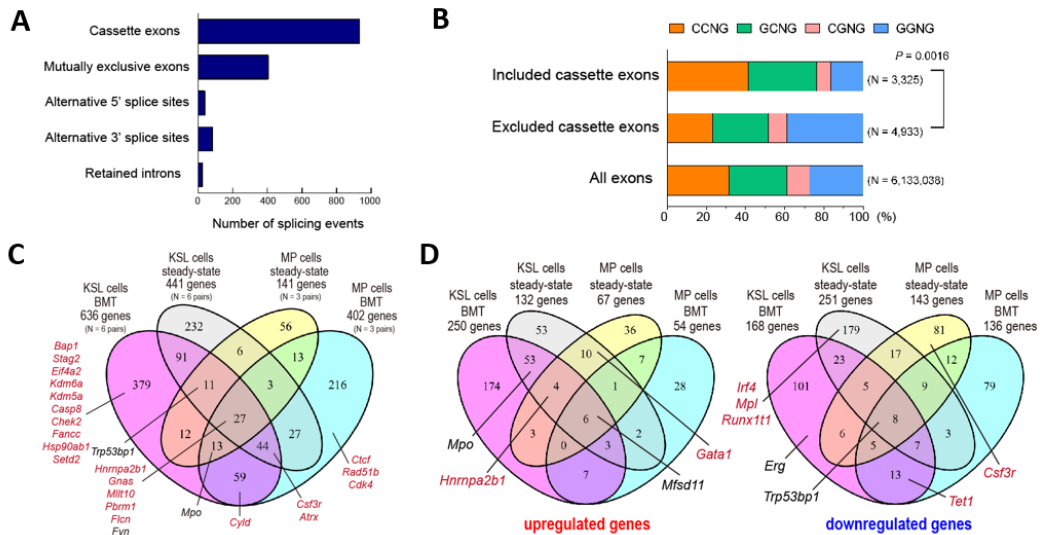 A
Cassette exons
Mutually exclusive exons
Alternative 5' splice sites
Alternative 3' splice sites
Retained introns
0 200 400 600 800 1000
Number of splicing events
B
CCNG GCNG CGNG GGNG
P = 0.0016
Included cassette exons (N = 3,325)
Excluded cassette exons (N = 4,933)
All exons (N = 6,133,038)
0 20 40 60 80 100 (%)
C
KSL cells
BMT
636 genes
(N = 6 pairs)
KSL cells
steady-state
441 genes
(N = 6 pairs)
MP cells
steady-state
141 genes
(N = 3 pairs)
MP cells
BMT
402 genes
(N = 3 pairs)
232
56
91
6
13
379
11
3
216
27
12
13
44
27
59
Bap1
Stag2
Eif4a2
Kdm6a
Kdm5a
Casp8
Chek2
Fancc
Hsp90ab1
Setd2
Trp53bp1
Hnrnpa2b1
Gnas
Mllt10
Pbrm1
Flcn
Fyn
Mpo
Cyld
Csf3r
Atrx
Ctcf
Rad51b
Cdk4
D
KSL cells
BMT
250 genes
KSL cells
steady-state
132 genes
MP cells
steady-state
67 genes
MP cells
BMT
54 genes
53
36
53
10
7
174
4
1
28
6
3
0
3
2
7
Mpo
Hnrnpa2b1
Gata1
Mfsd11
upregulated genes
KSL cells
BMT
168 genes
KSL cells
steady-state
251 genes
MP cells
steady-state
143 genes
MP cells
BMT
136 genes
179
81
23
17
12
101
5
9
79
8
6
5
7
3
13
Irf4
Mpl
Runx1t1
Erg
Trp53bp1
Csf3r
Tet1
downregulated genes